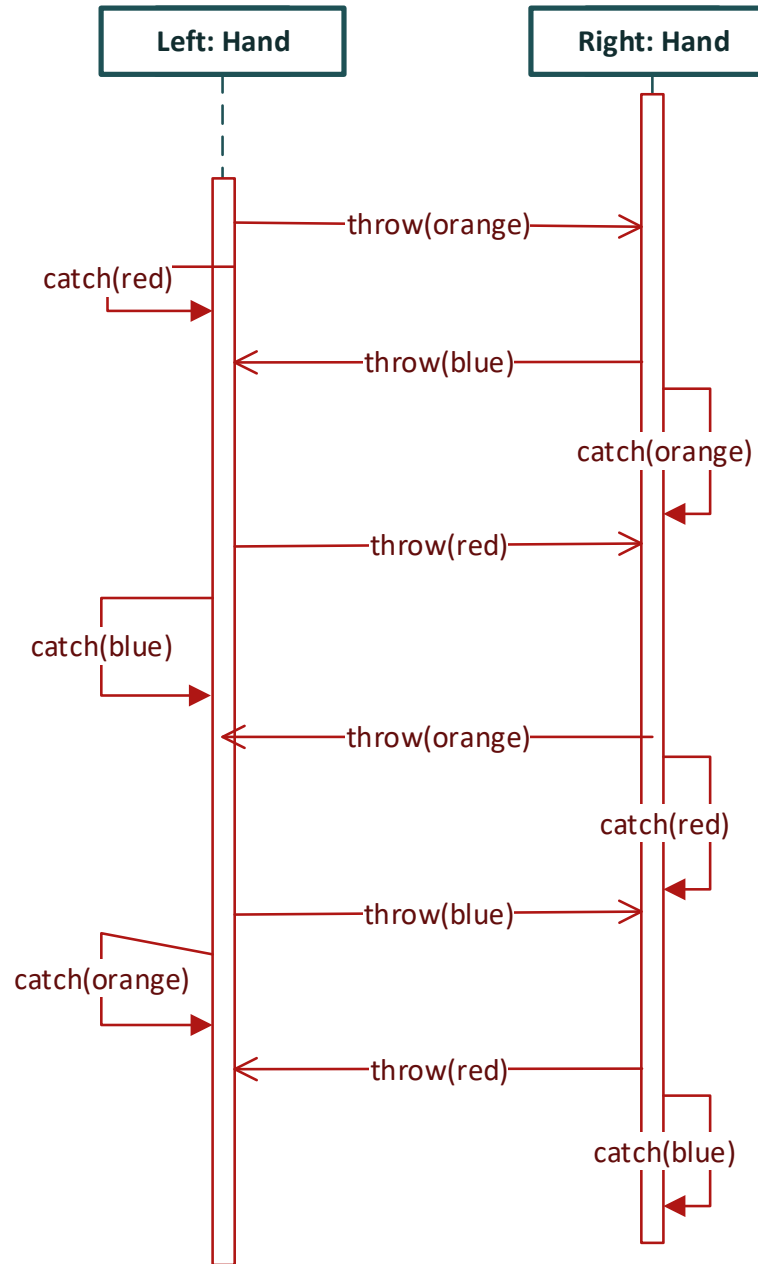 Left: Hand
Right: Hand
throw(orange)
catch(red)
throw(blue)
catch(orange)
throw(red)
catch(blue)
throw(orange)
catch(red)
throw(blue)
catch(orange)
throw(red)
catch(blue)